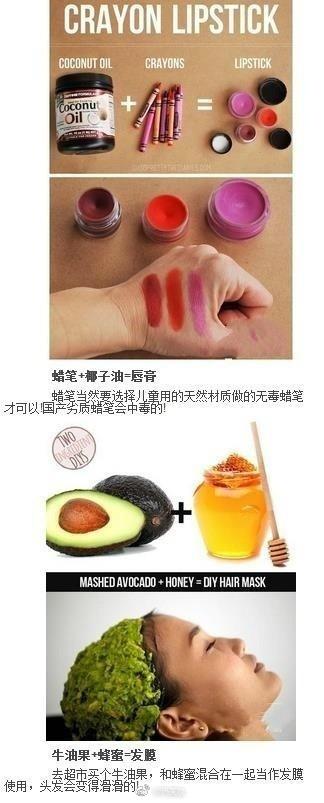 CRAYON LIPSTICK
COCONUT OIL
CRAYONS
LIPSTICK
Coconut
Oil
+
=
蜡笔+椰子油=唇膏
蜡笔当然要选择儿童用的天然材质做的无毒蜡笔
才可以!国产劣质蜡笔会中毒的!
TWO
INGREDIENT
DIYS
+
MASHED AVOCADO + HONEY = DIY HAIR MASK
牛油果+蜂蜜=发膜
去超市买个牛油果，和蜂蜜混合在一起当作发膜
使用，头发会变得滑滑的!